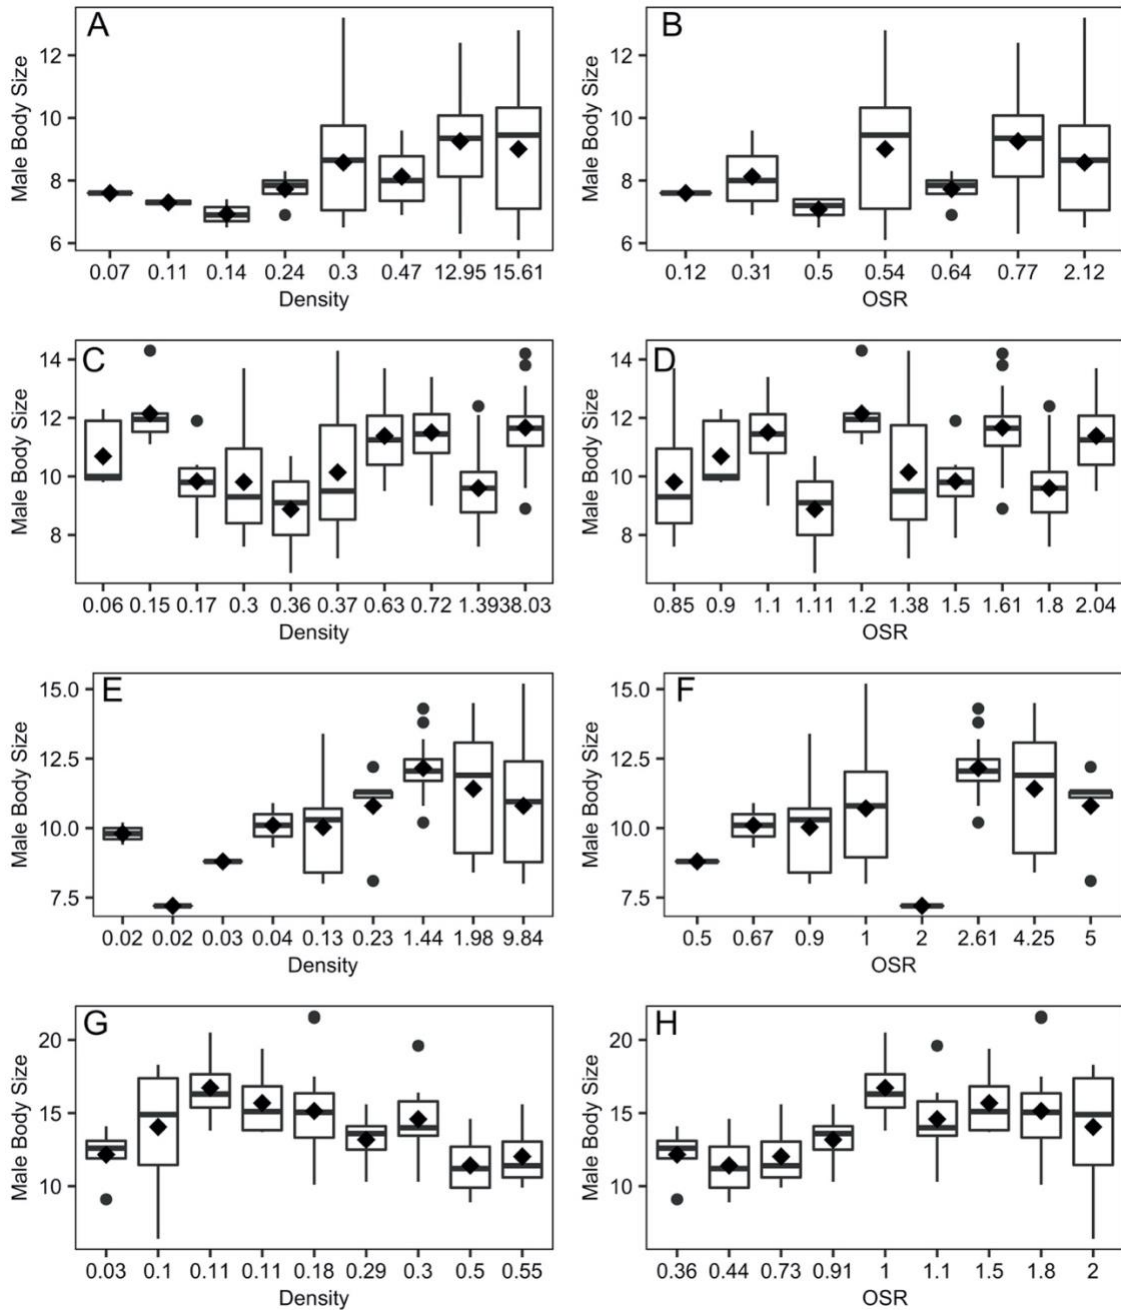 A
Male Body Size
12
10
8
6
0.07 0.11 0.14 0.24 0.3 0.47 12.95 15.61
Density
B
Male Body Size
12
10
8
6
0.12 0.31 0.5 0.54 0.64 0.77 2.12
OSR
C
Male Body Size
14
12
10
8
0.06 0.15 0.17 0.3 0.36 0.37 0.63 0.72 1.3938.03
Density
D
Male Body Size
14
12
10
8
0.85 0.9 1.1 1.11 1.2 1.38 1.5 1.61 1.8 2.04
OSR
E
Male Body Size
15.0
12.5
10.0
7.5
0.02 0.02 0.03 0.04 0.13 0.23 1.44 1.98 9.84
Density
F
Male Body Size
15.0
12.5
10.0
7.5
0.5 0.67 0.9 1 2 2.61 4.25 5
OSR
G
Male Body Size
20
15
10
0.03 0.1 0.11 0.11 0.18 0.29 0.3 0.5 0.55
Density
H
Male Body Size
20
15
10
0.36 0.44 0.73 0.91 1 1.1 1.5 1.8 2
OSR